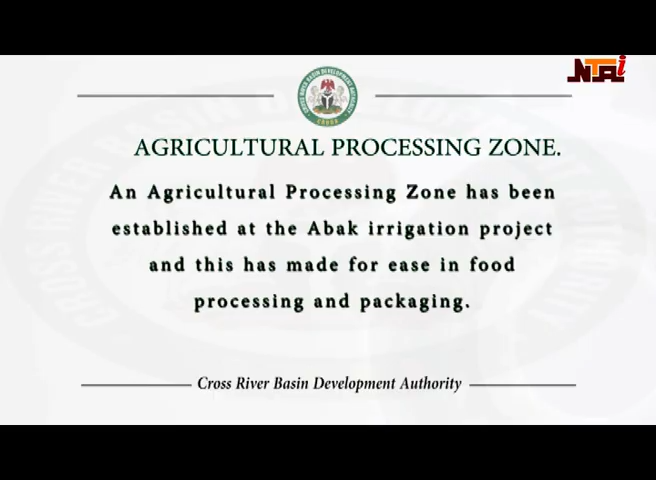 NTAi
AGRICULTURAL PROCESSING ZONE.
An Agricultural Processing Zone has been
established at the Abak irrigation project
and this has made for ease in food
processing and packaging.
Cross River Basin Development Authority